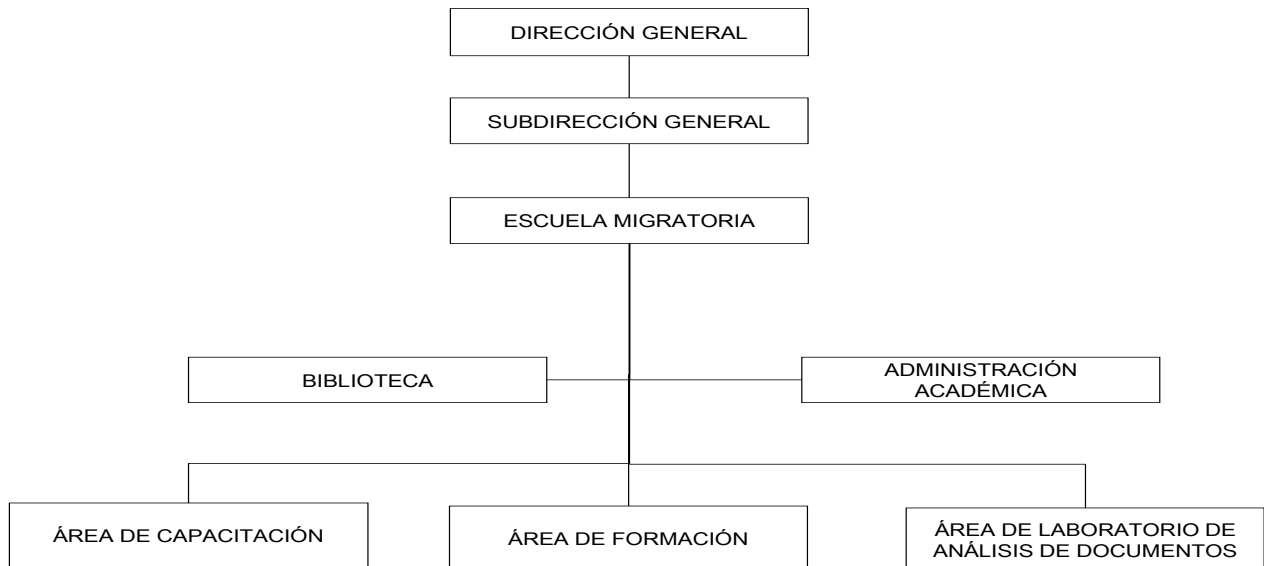 DIRECCIÓN GENERAL
SUBDIRECCIÓN GENERAL
ESCUELA MIGRATORIA
BIBLIOTECA
ADMINISTRACIÓN
ACADÉMICA
ÁREA DE CAPACITACIÓN
ÁREA DE FORMACIÓN
ÁREA DE LABORATORIO DE
ANÁLISIS DE DOCUMENTOS